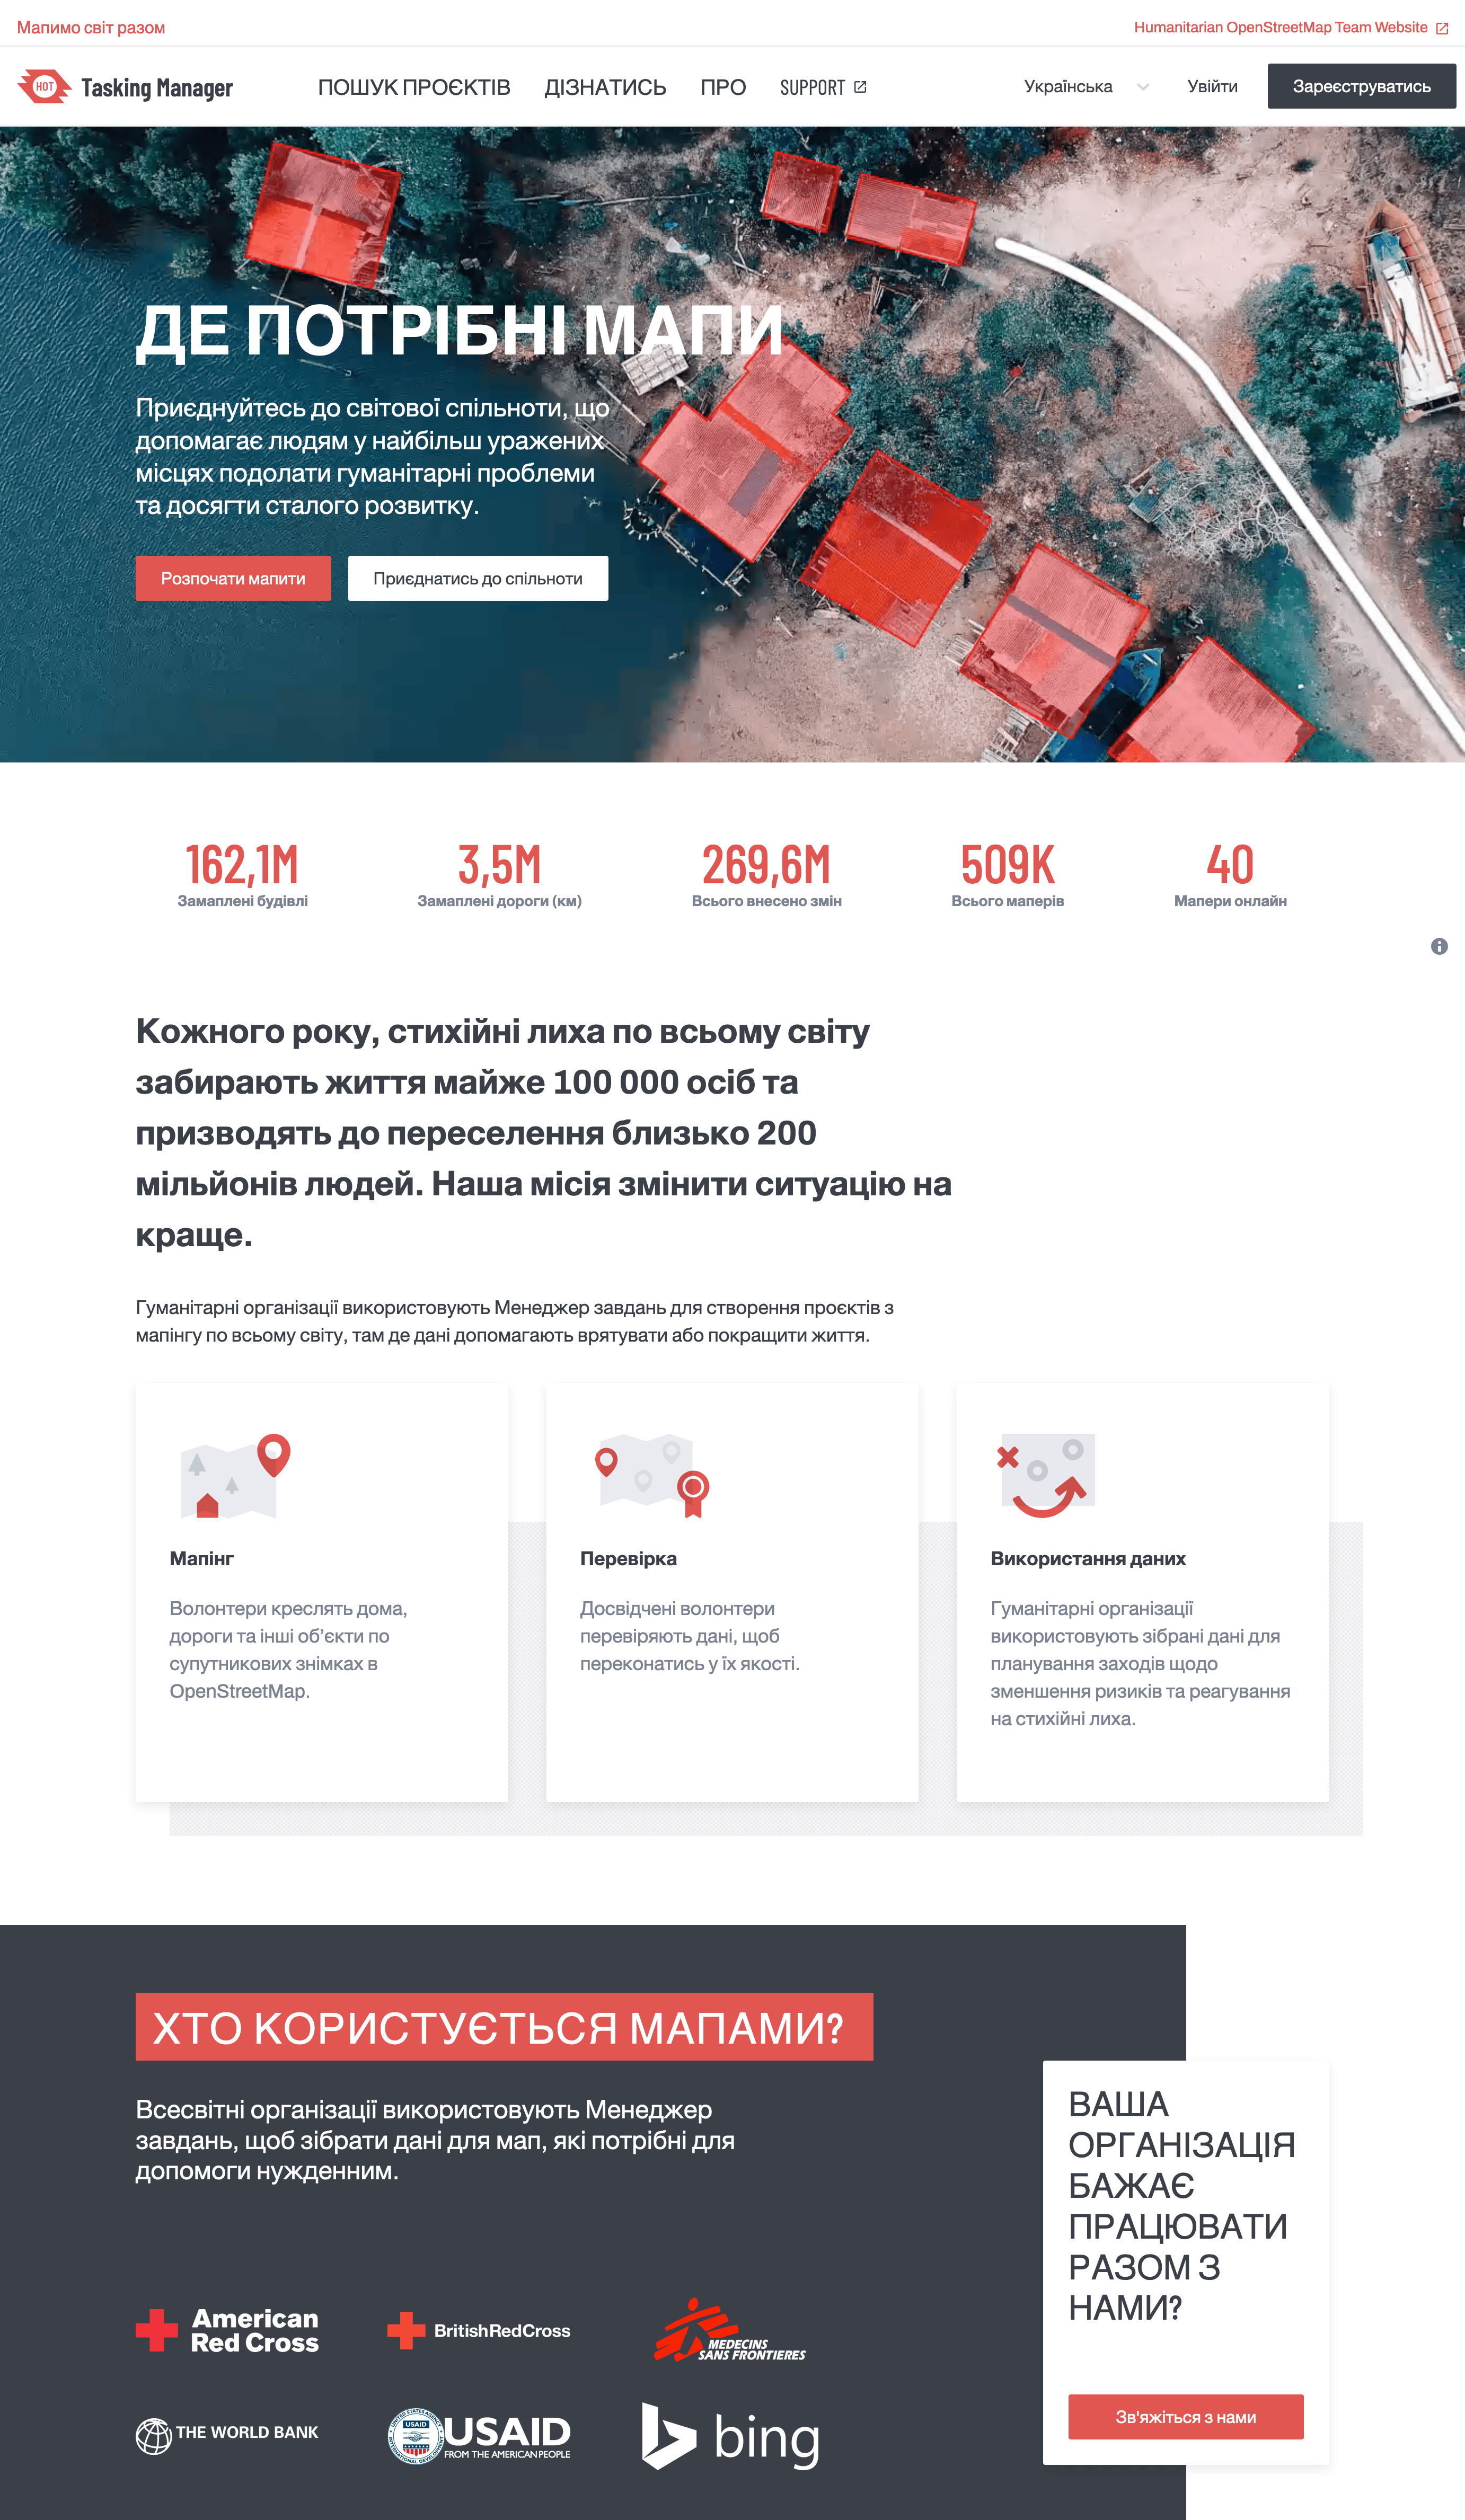 Мапимо світ разом
Humanitarian OpenStreetMap Team Website
HOT
Tasking Manager
ПОШУК ПРОЄКТІВ
ДІЗНАТИСЬ
ПРО
SUPPORT
Українська
Увійти
Зареєструватись
ДЕ ПОТРІБНІ МАПИ
Приєднуйтесь до світової спільноти, що
допомагає людям у найбільш уражених
місцях подолати гуманітарні проблеми
та досягти сталого розвитку.
Розпочати мапити
Приєднатись до спільноти
162,1M
Замаплені будівлі
3,5M
Замаплені дороги (км)
269,6M
Всього внесено змін
509K
Всього маперів
40
Мапери онлайн
Кожного року, стихійні лиха по всьому світу
забирають життя майже 100 000 осіб та
призводять до переселення близько 200
мільйонів людей. Наша місія змінити ситуацію на
краще.
Гуманітарні організації використовують Менеджер завдань для створення проєктів з
мапінгу по всьому світу, там де дані допомагають врятувати або покращити життя.
Мапінг
Волонтери креслять дома,
дороги та інші об’єкти по
супутникових знімках в
OpenStreetMap.
Перевірка
Досвідчені волонтери
перевіряють дані, щоб
переконатись у їх якості.
Використання даних
Гуманітарні організації
використовують зібрані дані для
планування заходів щодо
зменшення ризиків та реагування
на стихійні лиха.
ХТО КОРИСТУЄТЬСЯ МАПАМИ?
Всесвітні організації використовують Менеджер
завдань, щоб зібрати дані для мап, які потрібні для
допомоги нужденним.
American
Red Cross
BritishRedCross
MEDECINS
SANS FRONTIERES
THE WORLD BANK
USAID
USAID
FROM THE AMERICAN PEOPLE
bing
ВАША
ОРГАНІЗАЦІЯ
БАЖАЄ
ПРАЦЮВАТИ
РАЗОМ З
НАМИ?
Зв'яжіться з нами